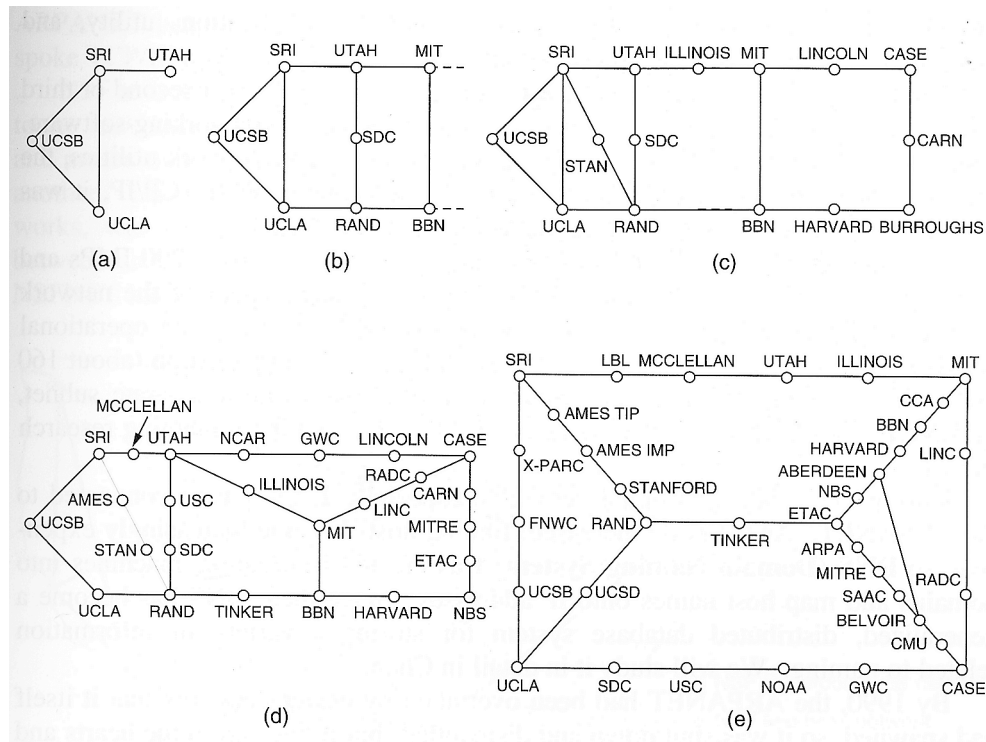 SRI UTAH
UCSB
UCLA
(a)
SRI UTAH MIT
UCSB SDC
UCLA RAND BBN
(b)
SRI UTAH ILLINOIS MIT LINCOLN CASE
UCSB SDC CARN
STAN
UCLA RAND BBN HARVARD BURROUGHS
(c)
MCCLELLAN
SRI UTAH NCAR GWC LINCOLN CASE
RADC
ILLINOIS CARN
AMES USC LINC
UCSB MIT MITRE
STAN SDC
ETAC
UCLA RAND TINKER BBN HARVARD NBS
(d)
SRI LBL MCCLELLAN UTAH ILLINOIS MIT
CCA
AMES TIP
BBN
AMES IMP HARVARD LINC
X-PARC ABERDEEN
STANFORD NBS
FNWC RAND ETAC
TINKER
ARPA
MITRE RADC
UCSB UCSD SAAC
BELVOIR
CMU
UCLA SDC USC NOAA GWC CASE
(e)